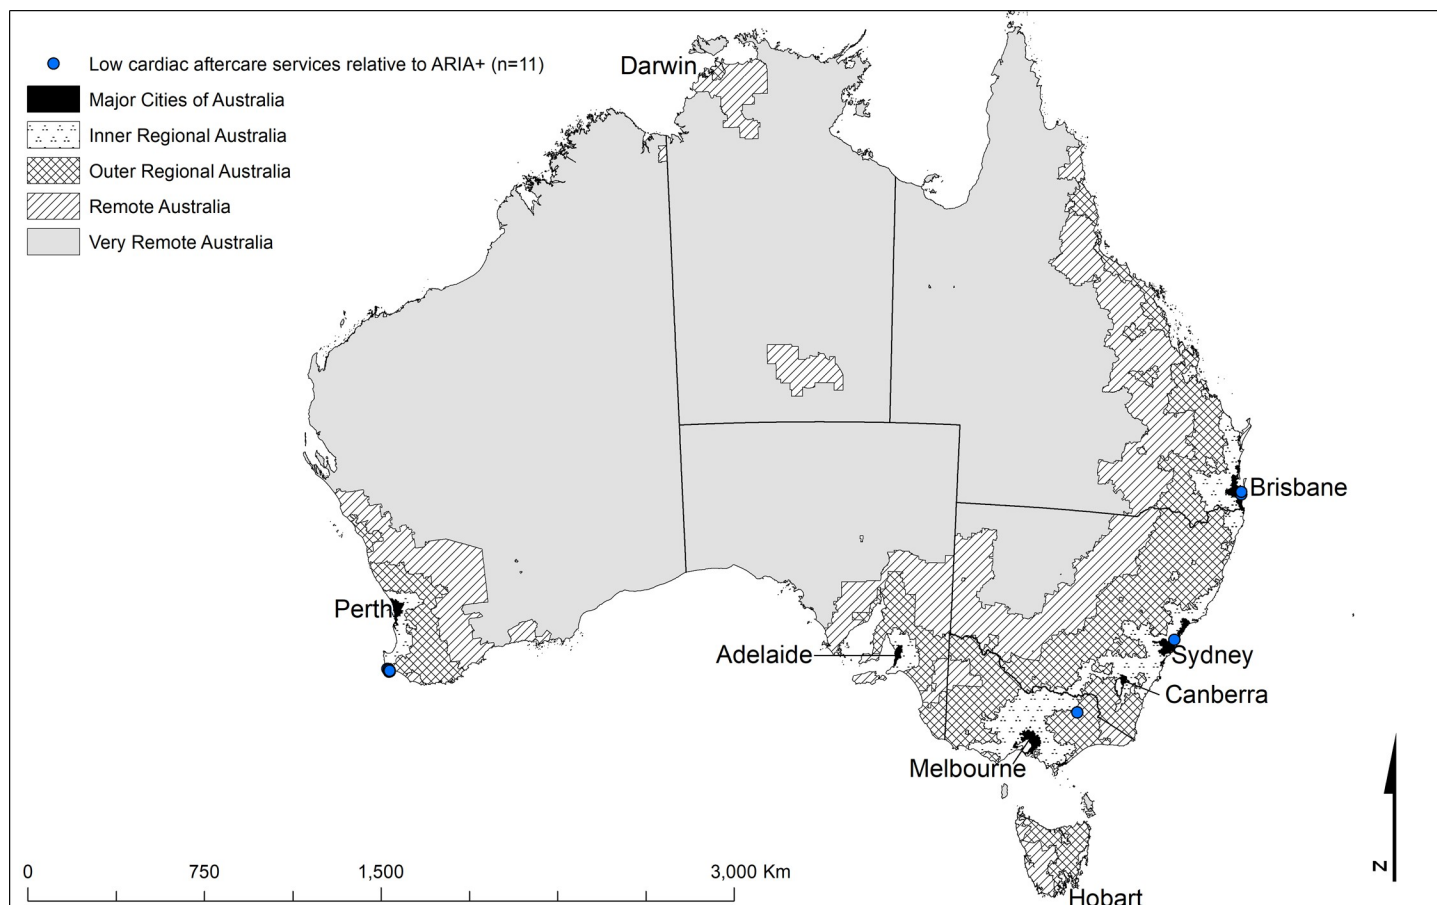 Low cardiac aftercare services relative to ARIA+ (n=11)
Major Cities of Australia
Inner Regional Australia
Outer Regional Australia
Remote Australia
Very Remote Australia
Darwin
Brisbane
Perth
Adelaide
Sydney
Canberra
Melbourne
Hobart
0 750 1,500 3,000 Km
N